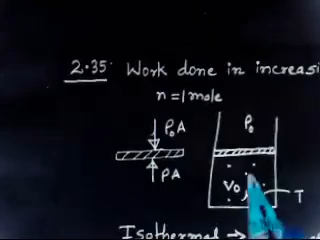 2.35 Work done in increasi
n = 1 mole
P₀A
P₀
PA
V₀
T
Isothermal →